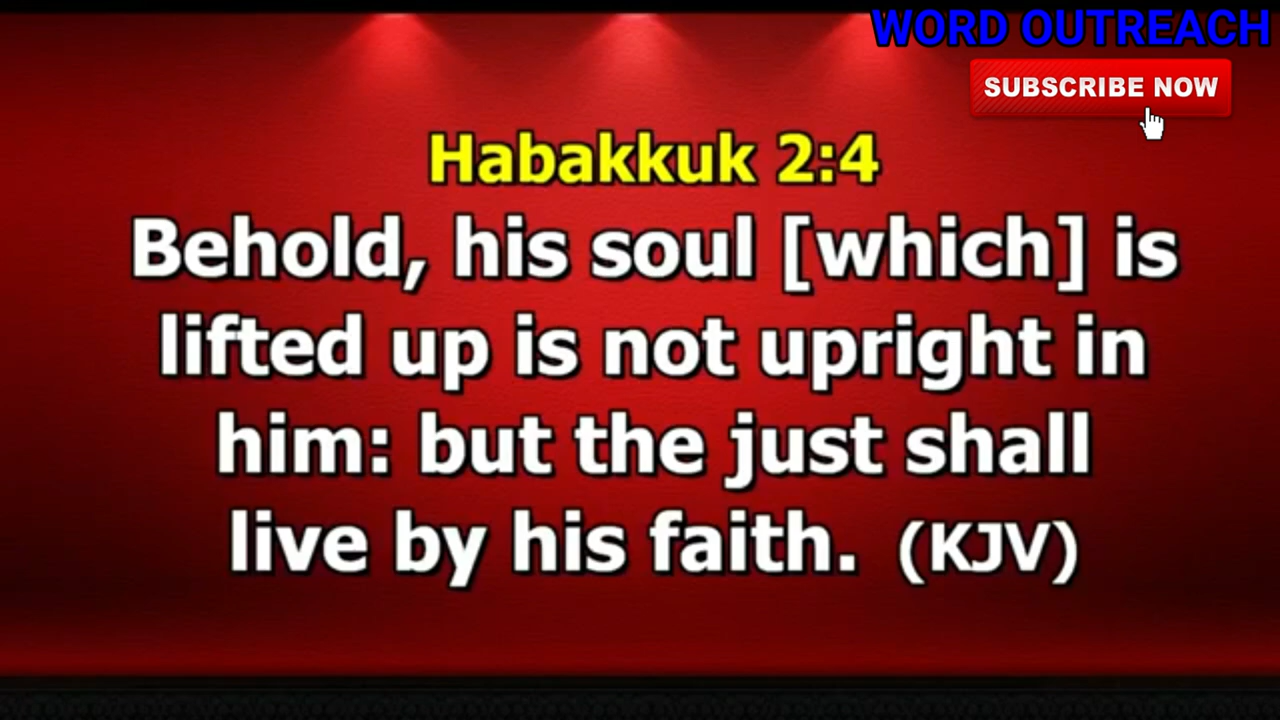 WORD OUTREACH
SUBSCRIBE NOW
Habakkuk 2:4
Behold, his soul [which] is
lifted up is not upright in
him: but the just shall
live by his faith. (KJV)